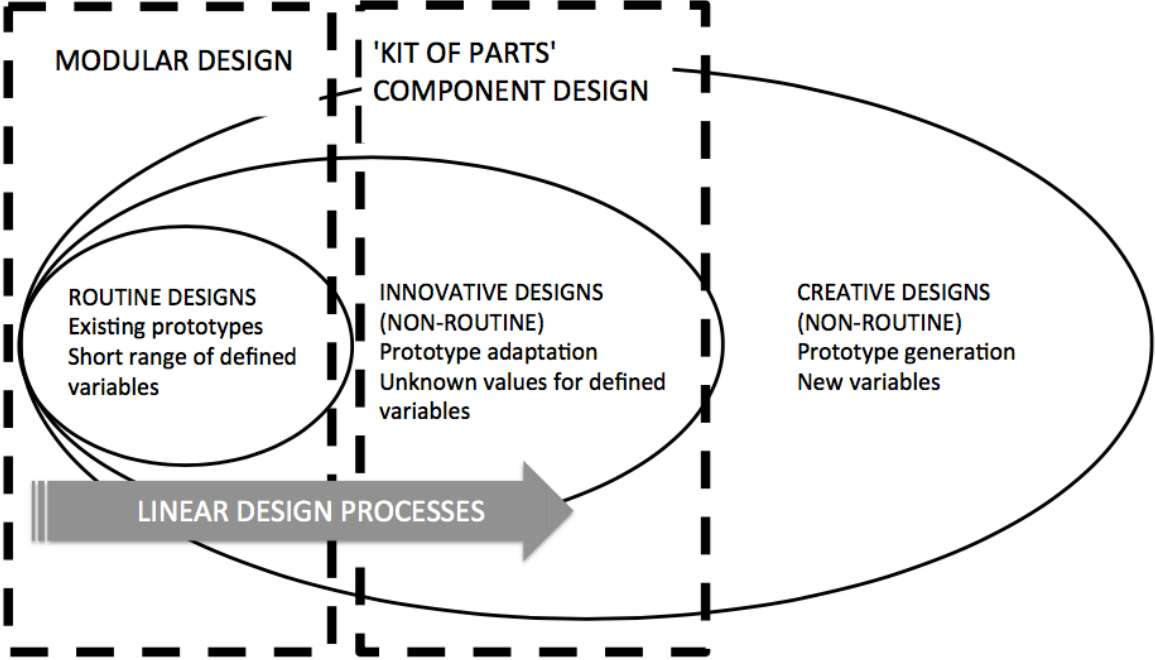 MODULAR DESIGN
'KIT OF PARTS'
COMPONENT DESIGN
ROUTINE DESIGNS
Existing prototypes
Short range of defined
variables
INNOVATIVE DESIGNS
(NON-ROUTINE)
Prototype adaptation
Unknown values for defined
variables
CREATIVE DESIGNS
(NON-ROUTINE)
Prototype generation
New variables
LINEAR DESIGN PROCESSES